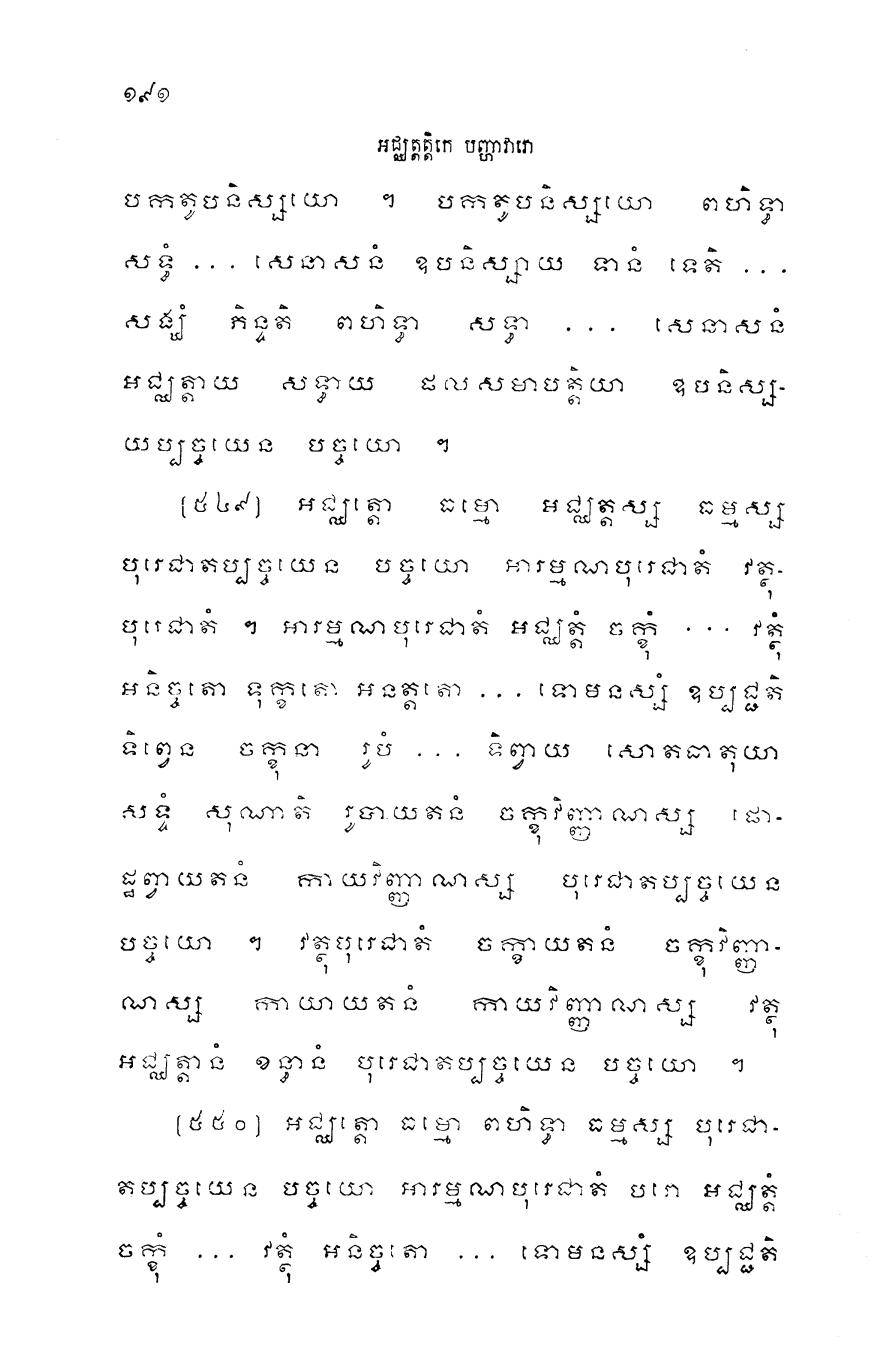 ១៩១
អជ្ឈត្តត្តិកេ បញ្ហាវារោ
បកតូបនិស្សយោ ។ បកតូបនិស្សយោ ពហិទ្ធា
សទ្ធំ ... សេនាសនំ ឧបនិស្សាយ ទានំ ទេតិ ...
សង្ឃំ ភិន្ទតិ ពហិទ្ធា សទ្ធា ... សេនាសនំ
អជ្ឈត្តាយ សទ្ធាយ ផលសមាបត្តិយា ឧបនិស្ស-
យប្បច្ចយេន បច្ចយោ ។
[៥៤៩] អជ្ឈត្តោ ធម្មោ អជ្ឈត្តស្ស ធម្មស្ស
បុរេជាតប្បច្ចយេន បច្ចយោ អារម្មណបុរេជាតំ វត្ថុ-
បុរេជាតំ ។ អារម្មណបុរេជាតំ អជ្ឈត្តំ ចក្ខុំ ... វត្ថុំ
អនិច្ចតោ ទុក្ខតោ អនត្តតោ ... ទោមនស្សំ ឧប្បជ្ជតិ
ទិព្វេន ចក្ខុនា រូបំ ... ទិព្វាយ សោតធាតុយា
សទ្ទំ សុណាតិ រូបាយតនំ ចក្ខុវិញ្ញាណស្ស ផោ-
ដ្ឋព្វាយតនំ កាយវិញ្ញាណស្ស បុរេជាតប្បច្ចយេន
បច្ចយោ ។ វត្ថុបុរេជាតំ ចក្ខាយតនំ ចក្ខុវិញ្ញា-
ណស្ស កាយាយតនំ កាយវិញ្ញាណស្ស វត្ថុ
អជ្ឈត្តានំ ខន្ធានំ បុរេជាតប្បច្ចយេន បច្ចយោ ។
[៥៥០] អជ្ឈត្តោ ធម្មោ ពហិទ្ធា ធម្មស្ស បុរេជា-
តប្បច្ចយេន បច្ចយោ អារម្មណបុរេជាតំ បរោ អជ្ឈត្តំ
ចក្ខុំ ... វត្ថុំ អនិច្ចតោ ... ទោមនស្សំ ឧប្បជ្ជតិ